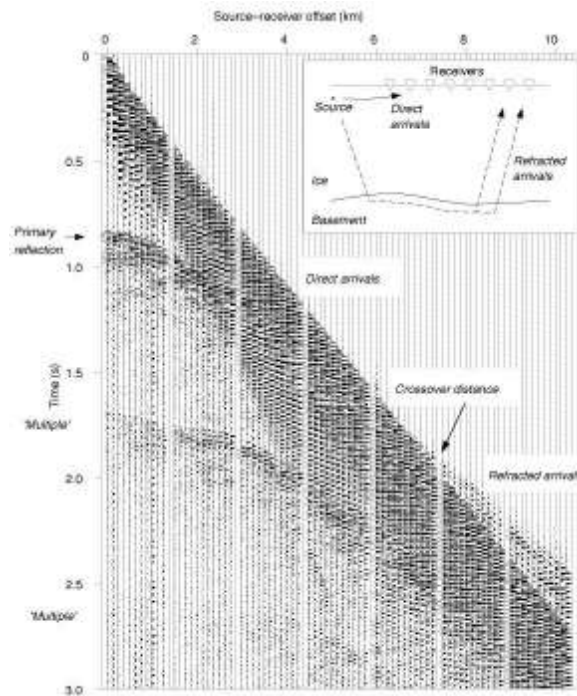 Source–receiver offset (km)
0 2 4 6 8 10
0
Receivers
Source
Direct
arrivals
0.5
Refracted
arrivals
Ice
Basement
Primary
reflection
1.0
Direct arrivals
Time (s)
1.5
Crossover distance
'Multiple'
2.0
Refracted arrival
2.5
'Multiple'
3.0